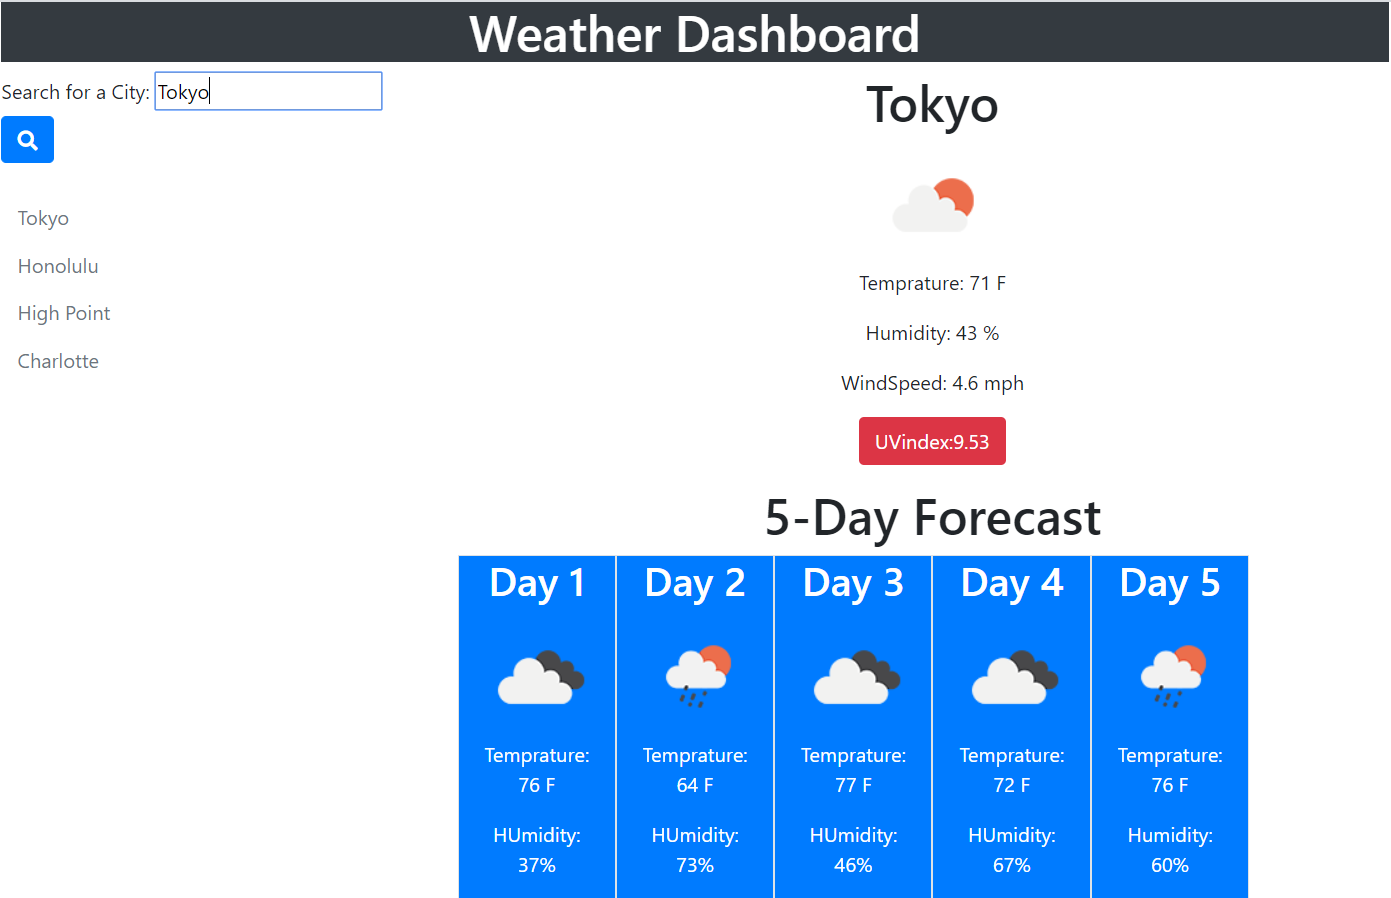 Weather Dashboard
Search for a City: Tokyo
Tokyo
Honolulu
High Point
Charlotte
Tokyo
Temprature: 71 F
Humidity: 43 %
WindSpeed: 4.6 mph
UVindex:9.53
5-Day Forecast
Day 1
Temprature:
76 F
HUmidity:
37%
Day 2
Temprature:
64 F
HUmidity:
73%
Day 3
Temprature:
77 F
HUmidity:
46%
Day 4
Temprature:
72 F
HUmidity:
67%
Day 5
Temprature:
76 F
Humidity:
60%